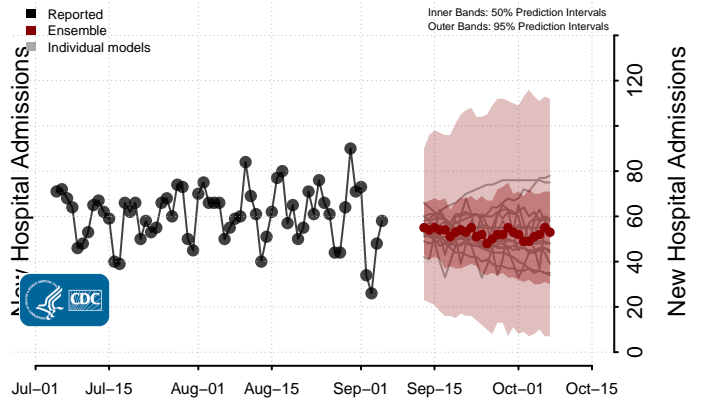 Reported
Ensemble
Individual models
Inner Bands: 50% Prediction Intervals
Outer Bands: 95% Prediction Intervals
New Hospital Admissions
CDC
0
20
40
60
80
120
New Hospital Admissions
Jul−01
Jul−15
Aug−01
Aug−15
Sep−01
Sep−15
Oct−01
Oct−15